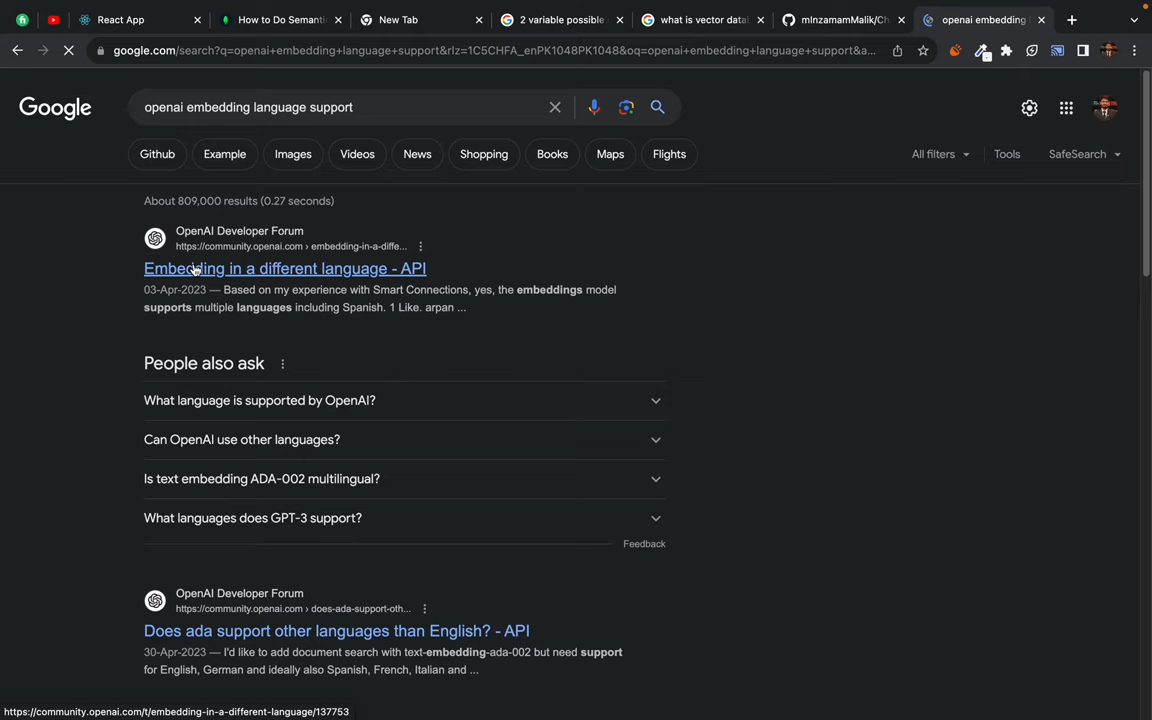 React App
How to Do Semanti
New Tab
2 variable possible
what is vector data
mInzamamMalik/Ch
openai embedding
google.com/search?q=openai+embedding+language+support&rlz=1C5CHFA_enPK1048PK1048&oq=openai+embedding+language+support&a...
Google
openai embedding language support
Github
Example
Images
Videos
News
Shopping
Books
Maps
Flights
All filters
Tools
SafeSearch
About 809,000 results (0.27 seconds)
OpenAI Developer Forum
https://community.openai.com › embedding-in-a-diffe...
Embedding in a different language - API
03-Apr-2023 — Based on my experience with Smart Connections, yes, the embeddings model
supports multiple languages including Spanish. 1 Like. arpan ...
People also ask
What language is supported by OpenAI?
Can OpenAI use other languages?
Is text embedding ADA-002 multilingual?
What languages does GPT-3 support?
Feedback
OpenAI Developer Forum
https://community.openai.com › does-ada-support-oth...
Does ada support other languages than English? - API
30-Apr-2023 — I'd like to add document search with text-embedding-ada-002 but need support
for English, German and ideally also Spanish, French, Italian and ...
https://community.openai.com/t/embedding-in-a-different-language/137753